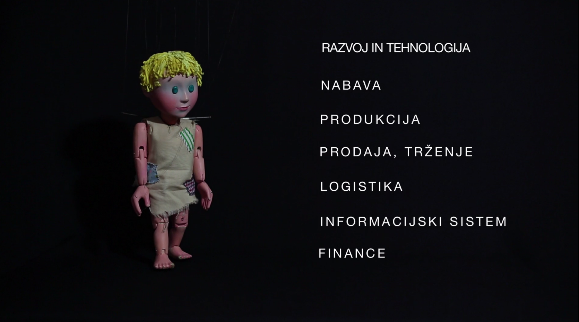 RAZVOJ IN TEHNOLOGIJA
NABAVA
PRODUKCIJA
PRODAJA, TRŽENJE
LOGISTIKA
INFORMACIJSKI SISTEM
FINANCE